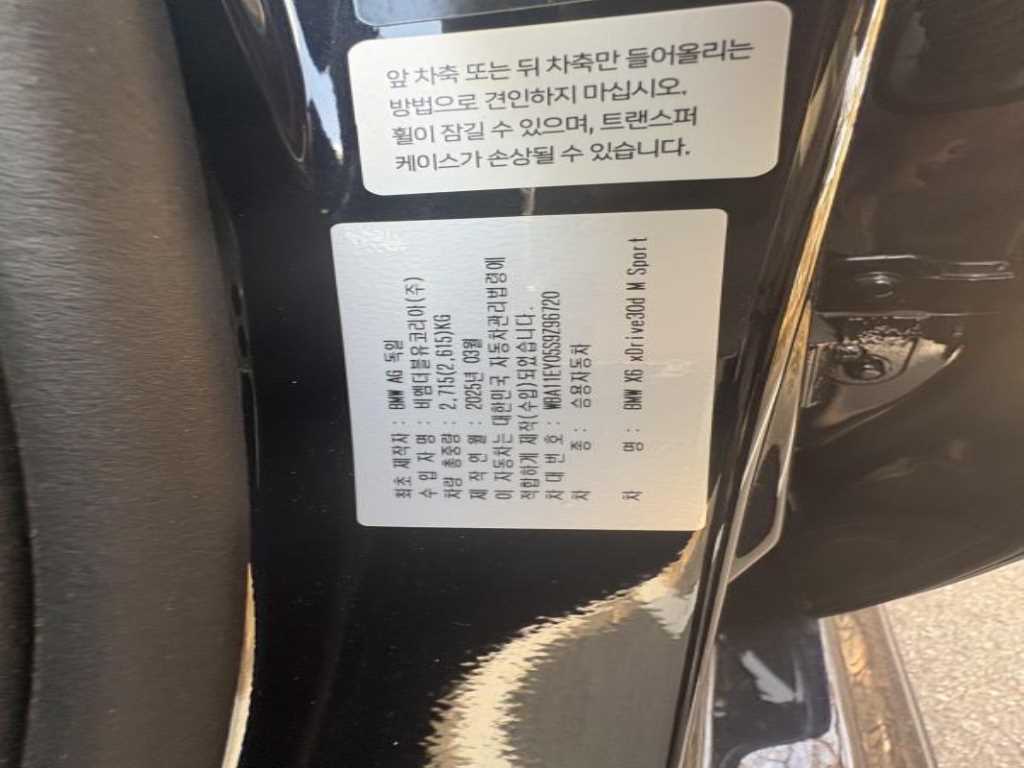 앞 차축 또는 뒤 차축만 들어올리는
방법으로 견인하지 마십시오.
휠이 잠길 수 있으며, 트랜스퍼
케이스가 손상될 수 있습니다.
최초 제작자 : BMW AG 독일
수 입 자 명 : 비엠더블유코리아(주)
차량 총중량 : 2,715(2,615)KG
제 작 연 월 : 2025년 03월
이 자동차는 대한민국 자동차관리법령에
적합하게 제작(수입)되었습니다.
차 대 번 호 : WBA11EY05S9Z96720
차 종 : 승용자동차
차 명 : BMW X6 xDrive30d M Sport